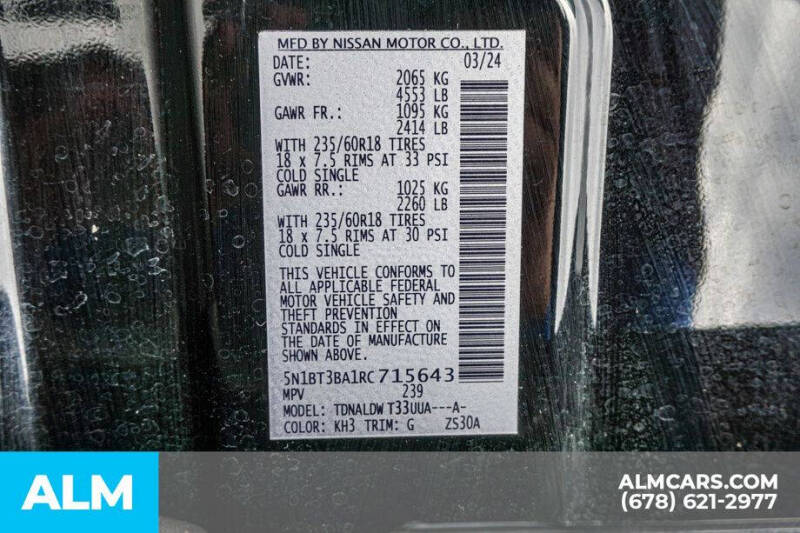 MFD BY NISSAN MOTOR CO., LTD.
DATE: 03/24
GVWR: 2065 KG
4553 LB
GAWR FR.: 1095 KG
2414 LB
WITH 235/60R18 TIRES
18 x 7.5 RIMS AT 33 PSI
COLD SINGLE
GAWR RR.: 1025 KG
2260 LB
WITH 235/60R18 TIRES
18 x 7.5 RIMS AT 30 PSI
COLD SINGLE
THIS VEHICLE CONFORMS TO
ALL APPLICABLE FEDERAL
MOTOR VEHICLE SAFETY AND
THEFT PREVENTION
STANDARDS IN EFFECT ON
THE DATE OF MANUFACTURE
SHOWN ABOVE.
5N1BT3BA1RC715643
MPV 239
MODEL: TDNALDW T33UUA---A-
COLOR: KH3 TRIM: G ZS30A
ALM
ALMCARS.COM
(678) 621-2977